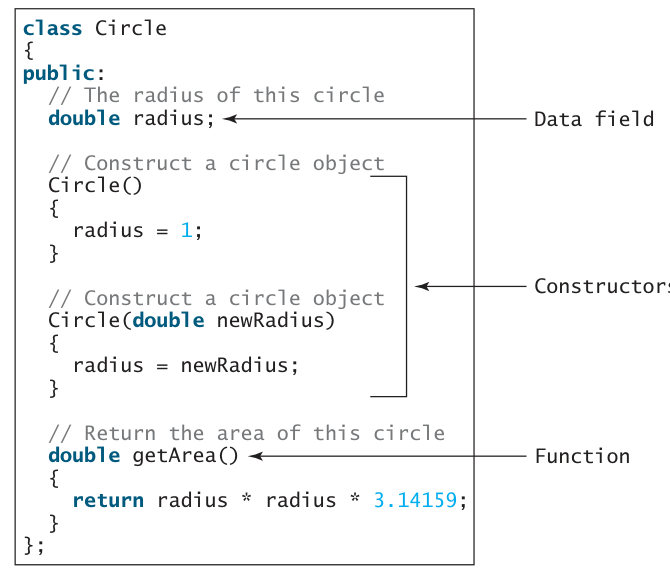 class Circle
{
public:
// The radius of this circle
double radius;
Data field
// Construct a circle object
Circle()
{
radius = 1;
}
Constructors
// Construct a circle object
Circle(double newRadius)
{
radius = newRadius;
}
// Return the area of this circle
double getArea()
Function
{
return radius * radius * 3.14159;
}
};